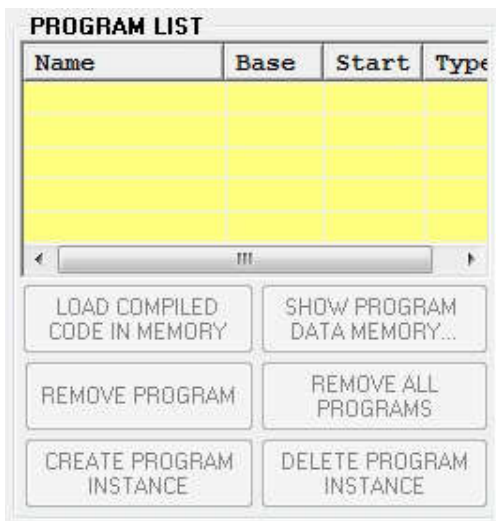 PROGRAM LIST
Name Base Start Type
LOAD COMPILED
CODE IN MEMORY
SHOW PROGRAM
DATA MEMORY...
REMOVE PROGRAM
REMOVE ALL
PROGRAMS
CREATE PROGRAM
INSTANCE
DELETE PROGRAM
INSTANCE